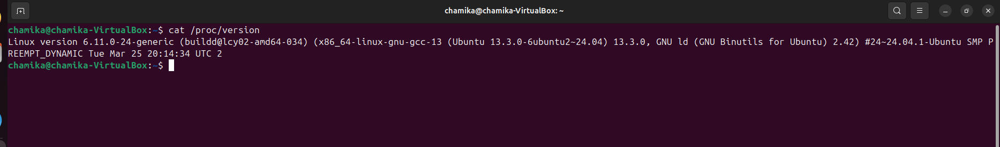 chamika@chamika-VirtualBox: ~
chamika@chamika-VirtualBox:~$ cat /proc/version
Linux version 6.11.0-24-generic (buildd@lcy02-amd64-034) (x86_64-linux-gnu-gcc-13 (Ubuntu 13.3.0-6ubuntu2~24.04) 13.3.0, GNU ld (GNU Binutils for Ubuntu) 2.42) #24~24.04.1-Ubuntu SMP P
REEMPT_DYNAMIC Tue Mar 25 20:14:34 UTC 2
chamika@chamika-VirtualBox:~$